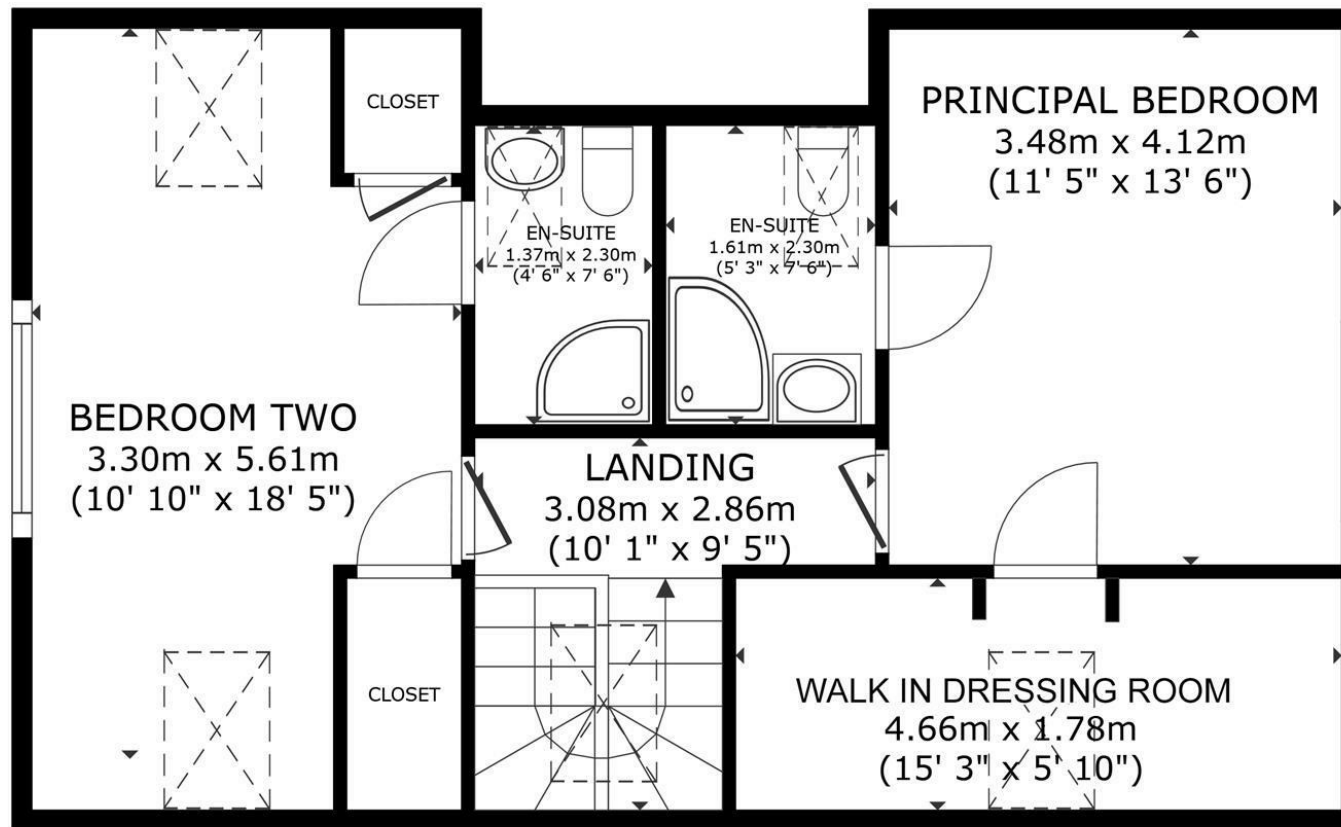 CLOSET
PRINCIPAL BEDROOM
3.48m x 4.12m
(11' 5" x 13' 6")
EN-SUITE
1.37m x 2.30m
(4' 6" x 7' 6")
EN-SUITE
1.61m x 2.30m
(5' 3" x 7' 6")
BEDROOM TWO
3.30m x 5.61m
(10' 10" x 18' 5")
LANDING
3.08m x 2.86m
(10' 1" x 9' 5")
CLOSET
WALK IN DRESSING ROOM
4.66m x 1.78m
(15' 3" x 5' 10")